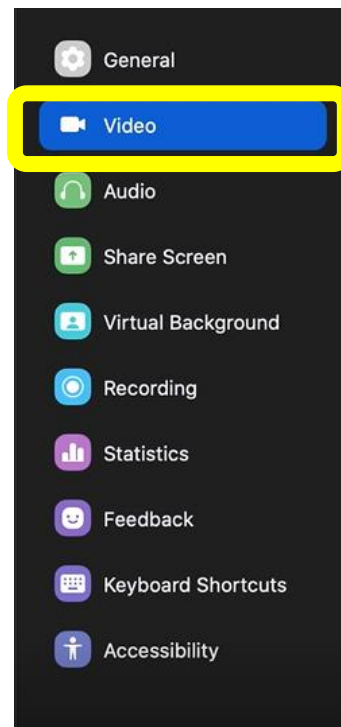 General
Video
Audio
Share Screen
Virtual Background
Recording
Statistics
Feedback
Keyboard Shortcuts
Accessibility